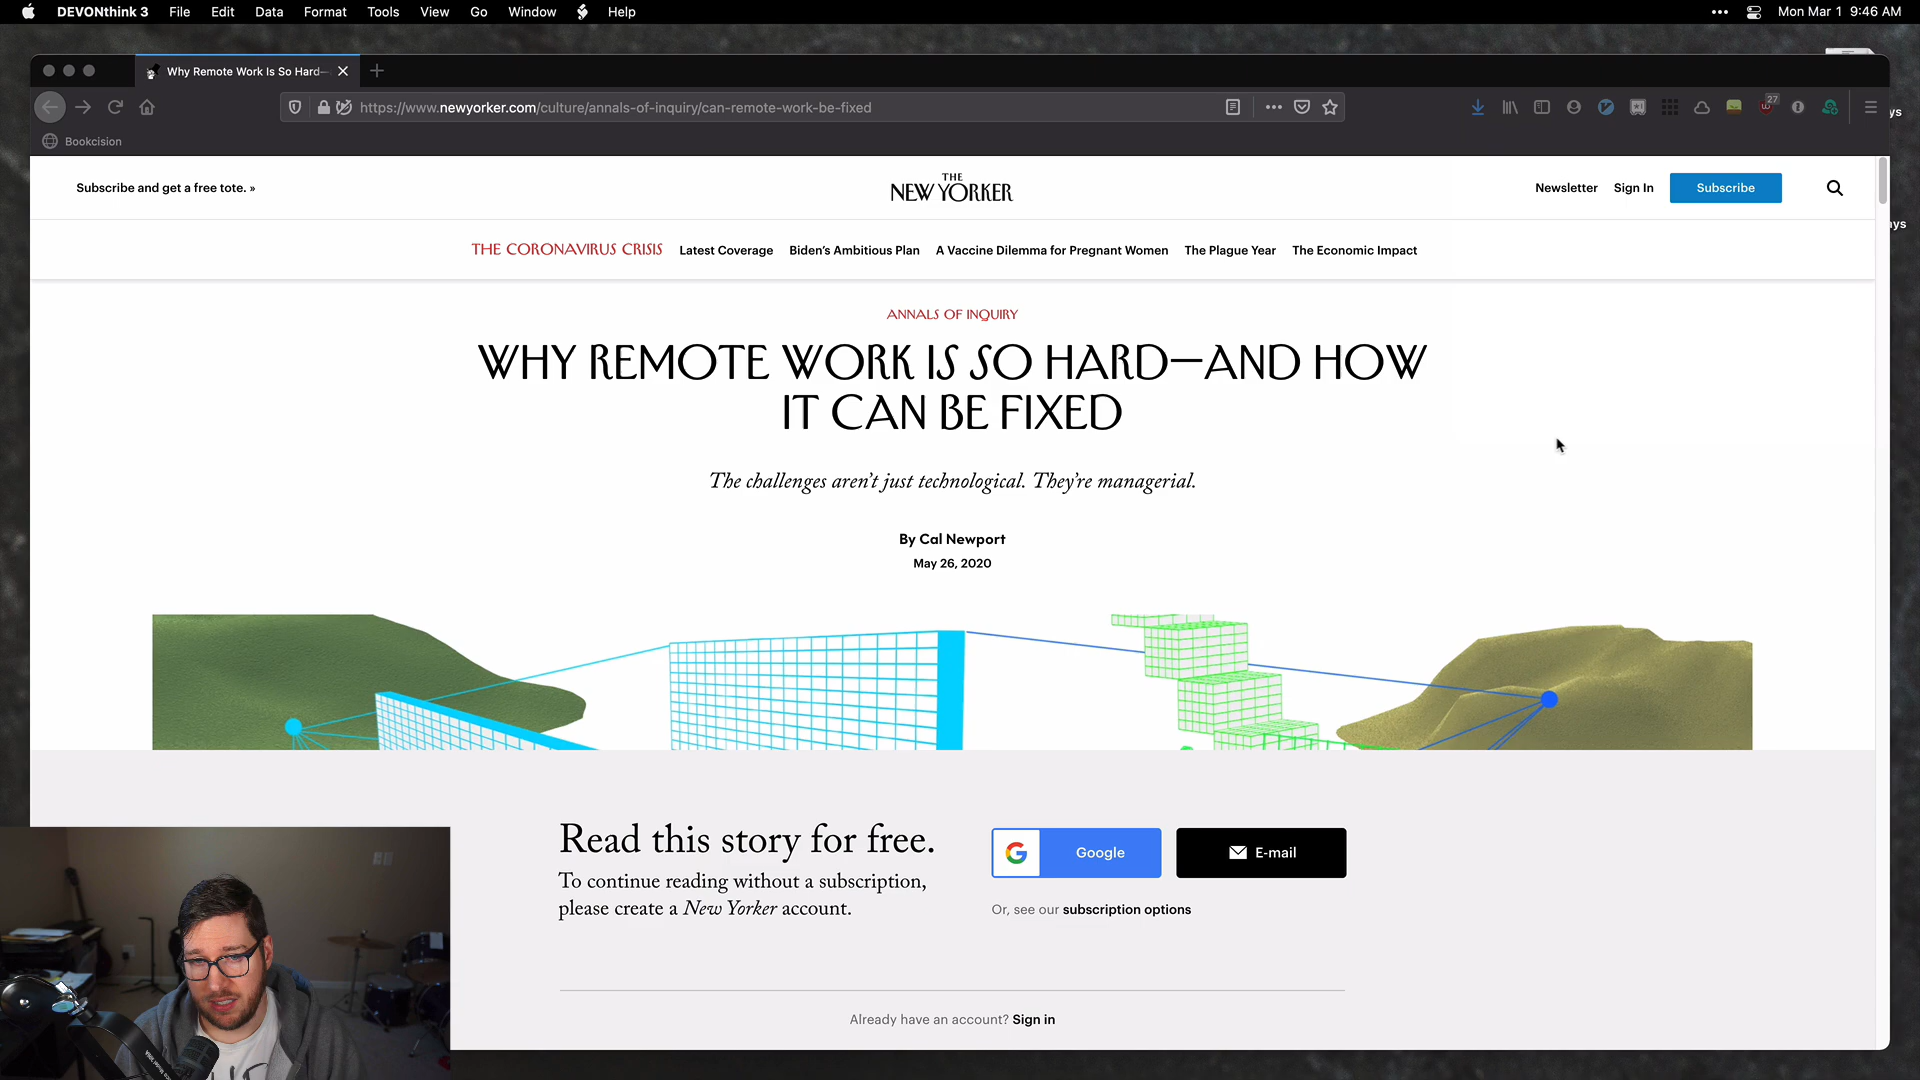 DEVONthink 3 File Edit Data Format Tools View Go Window Help
Mon Mar 1 9:46 AM
Why Remote Work Is So Hard—
https://www.newyorker.com/culture/annals-of-inquiry/can-remote-work-be-fixed
27
ys
Bookcision
Subscribe and get a free tote. »
THE
NEW YORKER
Newsletter Sign In Subscribe
ys
THE CORONAVIRUS CRISIS Latest Coverage Biden's Ambitious Plan A Vaccine Dilemma for Pregnant Women The Plague Year The Economic Impact
ANNALS OF INQUIRY
WHY REMOTE WORK IS SO HARD—AND HOW
IT CAN BE FIXED
The challenges aren't just technological. They're managerial.
By Cal Newport
May 26, 2020
Read this story for free.
To continue reading without a subscription,
please create a New Yorker account.
Google
E-mail
Or, see our subscription options
Already have an account? Sign in